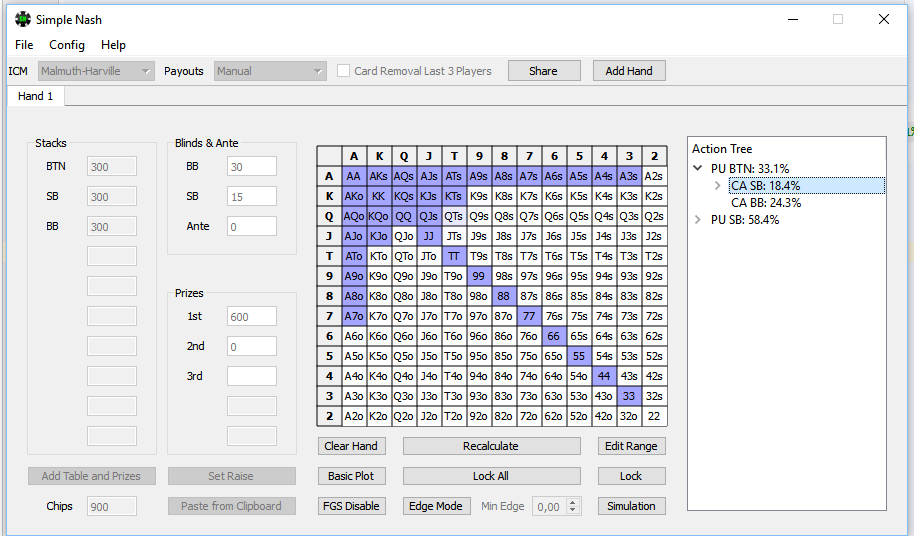 Simple Nash
File Config Help
ICM Malmuth-Harville Payouts Manual Card Removal Last 3 Players Share Add Hand
Hand 1
Stacks
BTN 300
SB 300
BB 300
Add Table and Prizes
Chips 900
Blinds & Ante
BB 30
SB 15
Ante 0
Prizes
1st 600
2nd 0
3rd
Set Raise
Paste from Clipboard
A K Q J T 9 8 7 6 5 4 3 2
A AA AKs AQs AJs ATs A9s A8s A7s A6s A5s A4s A3s A2s
K AKo KK KQs KJs KTs K9s K8s K7s K6s K5s K4s K3s K2s
Q AQo KQo QQ QJs QTs Q9s Q8s Q7s Q6s Q5s Q4s Q3s Q2s
J AJo KJo QJo JJ JTs J9s J8s J7s J6s J5s J4s J3s J2s
T ATo KTo QTo JTo TT T9s T8s T7s T6s T5s T4s T3s T2s
9 A9o K9o Q9o J9o T9o 99 98s 97s 96s 95s 94s 93s 92s
8 A8o K8o Q8o J8o T8o 98o 88 87s 86s 85s 84s 83s 82s
7 A7o K7o Q7o J7o T7o 97o 87o 77 76s 75s 74s 73s 72s
6 A6o K6o Q6o J6o T6o 96o 86o 76o 66 65s 64s 63s 62s
5 A5o K5o Q5o J5o T5o 95o 85o 75o 65o 55 54s 53s 52s
4 A4o K4o Q4o J4o T4o 94o 84o 74o 64o 54o 44 43s 42s
3 A3o K3o Q3o J3o T3o 93o 83o 73o 63o 53o 43o 33 32s
2 A2o K2o Q2o J2o T2o 92o 82o 72o 62o 52o 42o 32o 22
Clear Hand Recalculate Edit Range
Basic Plot Lock All Lock
FGS Disable Edge Mode Min Edge 0,00 Simulation
Action Tree
PU BTN: 33.1%
CA SB: 18.4%
CA BB: 24.3%
PU SB: 58.4%